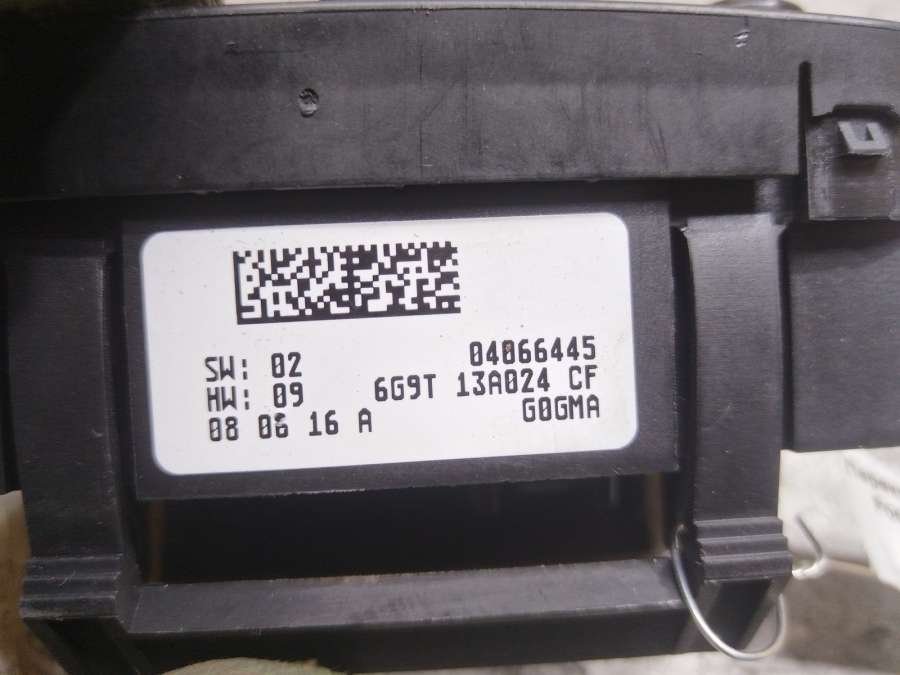 SW: 02 04066445
HW: 09 6G9T 13A024 CF
08 06 16 A G0GMA